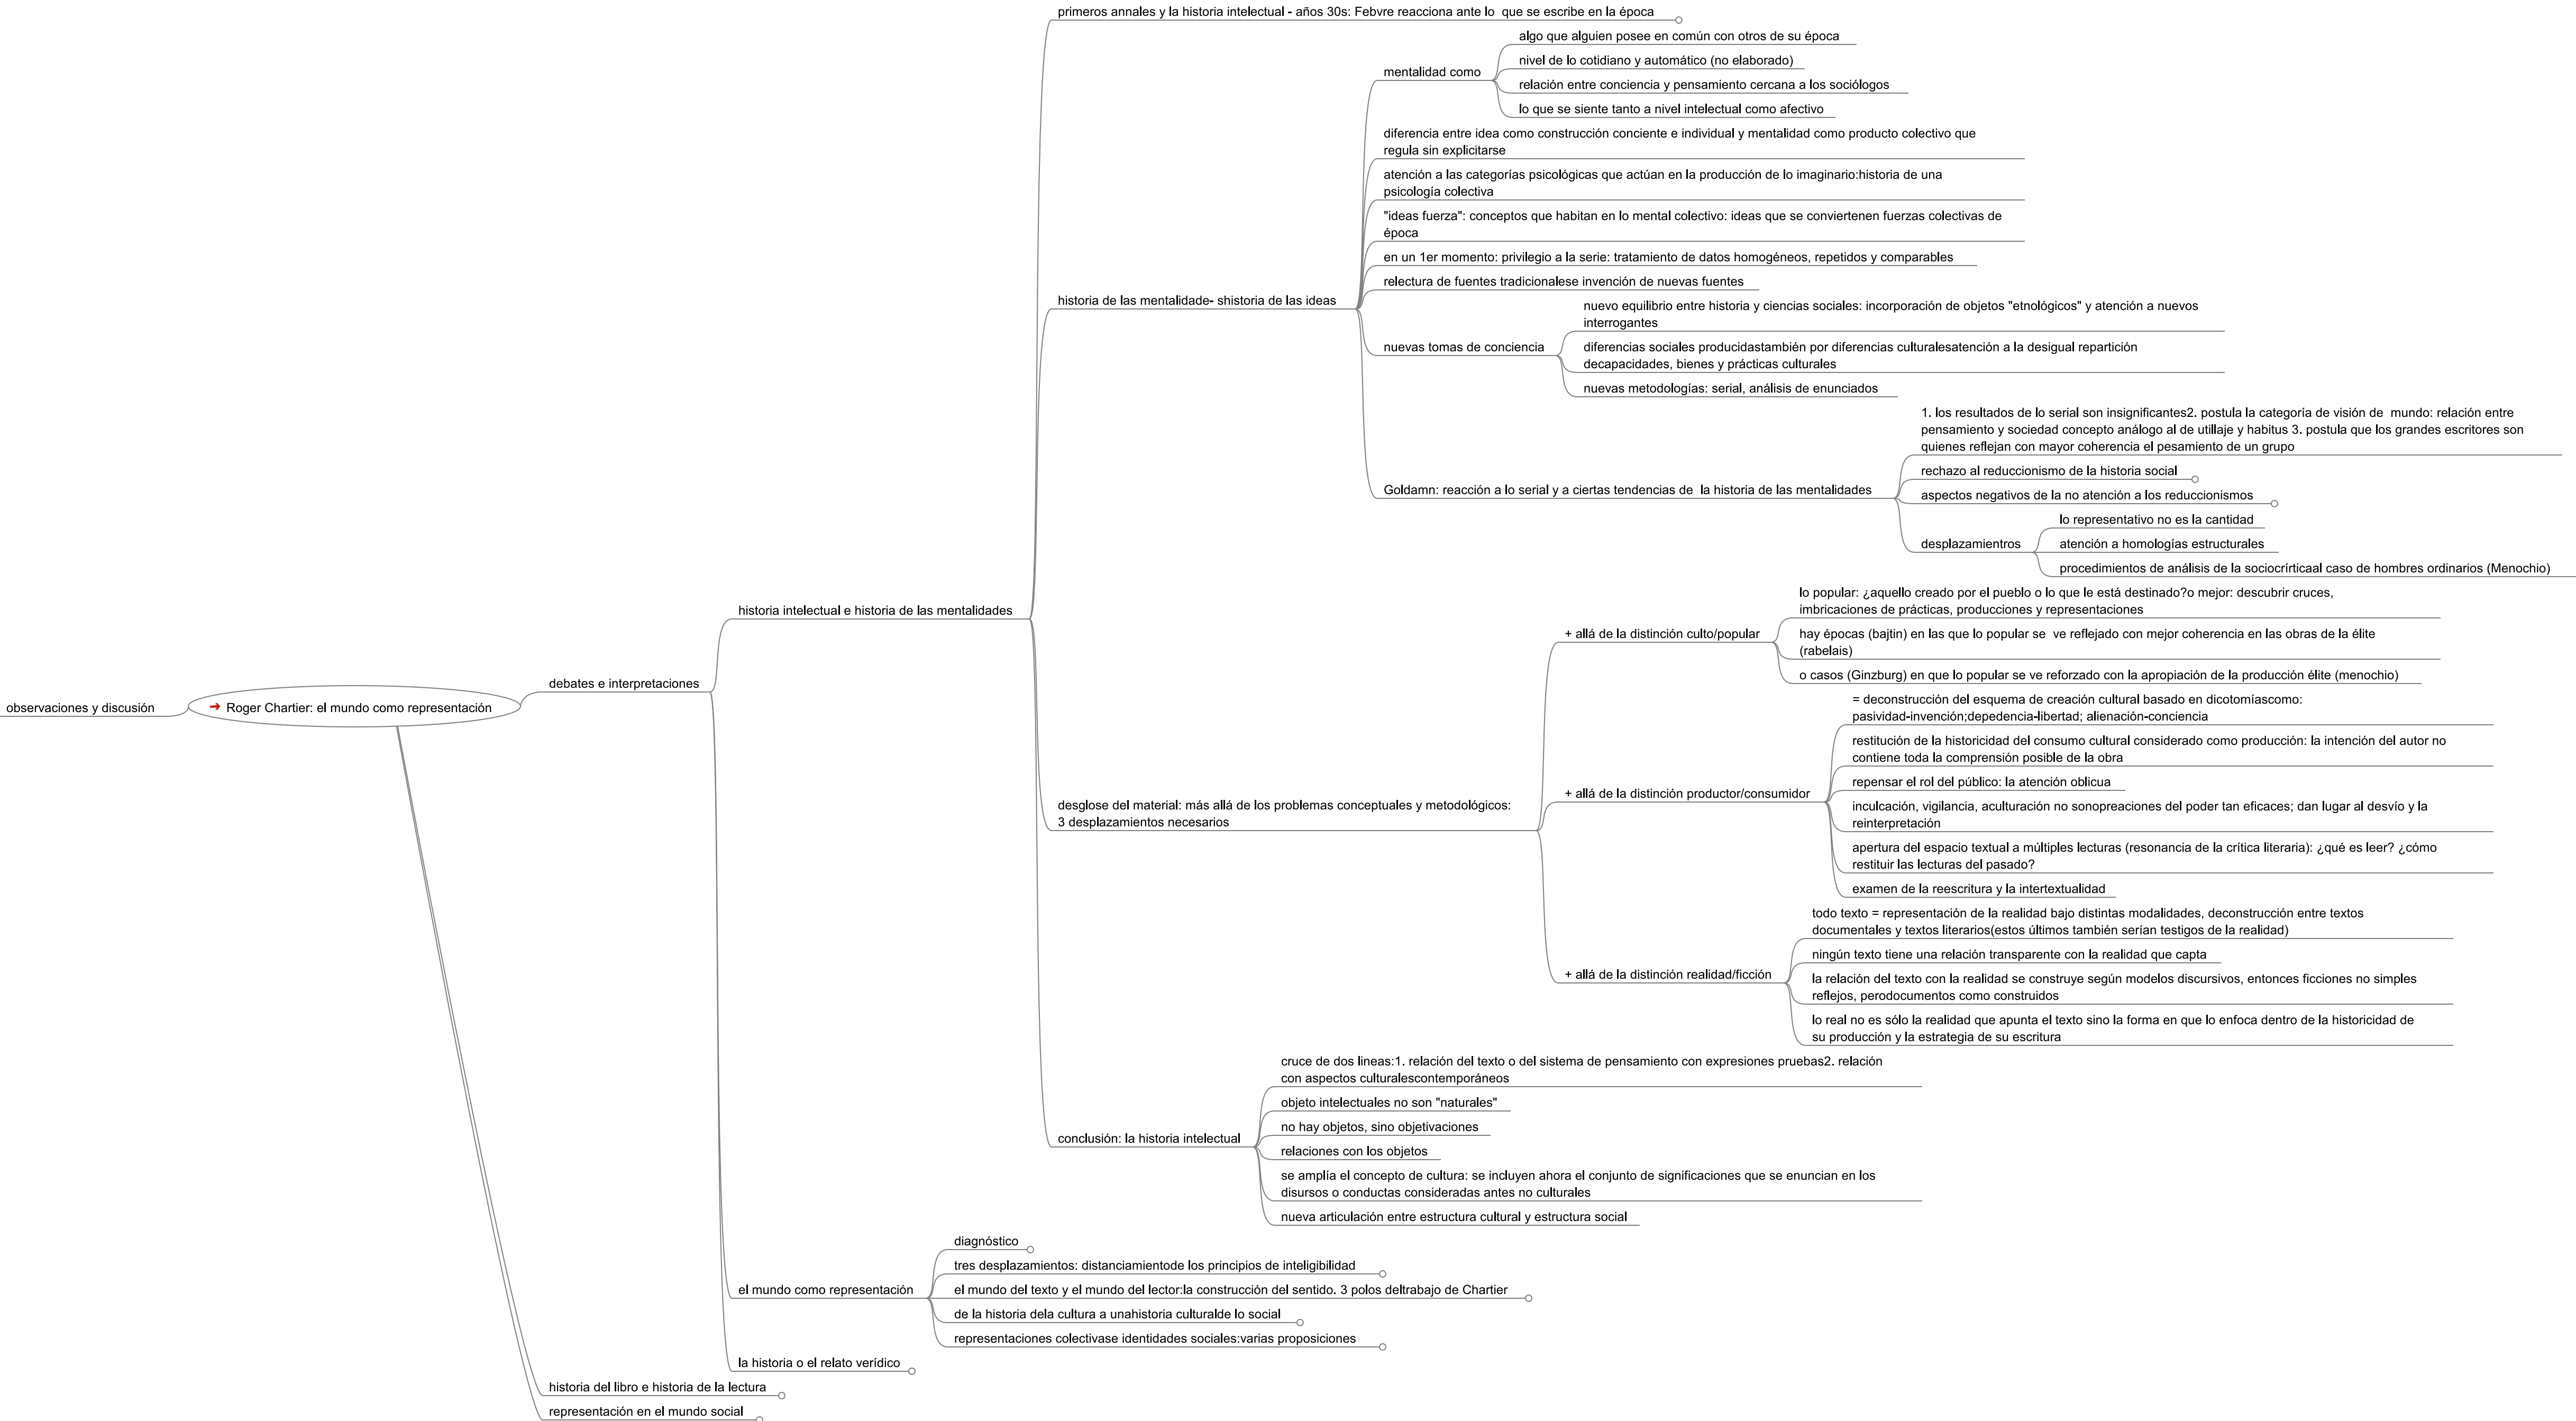 primeros annales y la historia intelectual - años 30s: Febvre reacciona ante lo  que se escribe en la época
algo que alguien posee en común con otros de su época
nivel de lo cotidiano y automático (no elaborado)
mentalidad como
relación entre conciencia y pensamiento cercana a los sociólogos
lo que se siente tanto a nivel intelectual como afectivo
diferencia entre idea como construcción conciente e individual y mentalidad como producto colectivo que
regula sin explicitarse
atención a las categorías psicológicas que actúan en la producción de lo imaginario:historia de una
psicología colectiva
"ideas fuerza": conceptos que habitan en lo mental colectivo: ideas que se conviertenen fuerzas colectivas de
época
en un 1er momento: privilegio a la serie: tratamiento de datos homogéneos, repetidos y comparables
relectura de fuentes tradicionalese invención de nuevas fuentes
historia de las mentalidade- shistoria de las ideas
nuevo equilibrio entre historia y ciencias sociales: incorporación de objetos "etnológicos" y atención a nuevos
interrogantes
nuevas tomas de conciencia
diferencias sociales producidastambién por diferencias culturalesatención a la desigual repartición
decapacidades, bienes y prácticas culturales
nuevas metodologías: serial, análisis de enunciados
1. los resultados de lo serial son insignificantes2. postula la categoría de visión de  mundo: relación entre
pensamiento y sociedad concepto análogo al de utillaje y habitus 3. postula que los grandes escritores son
quienes reflejan con mayor coherencia el pesamiento de un grupo
rechazo al reduccionismo de la historia social
Goldamn: reacción a lo serial y a ciertas tendencias de  la historia de las mentalidades
aspectos negativos de la no atención a los reduccionismos
lo representativo no es la cantidad
desplazamientros
atención a homologías estructurales
procedimientos de análisis de la sociocrírticaal caso de hombres ordinarios (Menochio)
lo popular: ¿aquello creado por el pueblo o lo que le está destinado?o mejor: descubrir cruces,
imbricaciones de prácticas, producciones y representaciones
historia intelectual e historia de las mentalidades
+ allá de la distinción culto/popular
hay épocas (bajtin) en las que lo popular se  ve reflejado con mejor coherencia en las obras de la élite
(rabelais)
o casos (Ginzburg) en que lo popular se ve reforzado con la apropiación de la producción élite (menochio)
debates e interpretaciones
observaciones y discusión
Roger Chartier: el mundo como representación
= deconstrucción del esquema de creación cultural basado en dicotomíascomo:
pasividad-invención;depedencia-libertad; alienación-conciencia
restitución de la historicidad del consumo cultural considerado como producción: la intención del autor no
contiene toda la comprensión posible de la obra
repensar el rol del público: la atención oblicua
+ allá de la distinción productor/consumidor
desglose del material: más allá de los problemas conceptuales y metodológicos:
3 desplazamientos necesarios
inculcación, vigilancia, aculturación no sonopreaciones del poder tan eficaces; dan lugar al desvío y la
reinterpretación
apertura del espacio textual a múltiples lecturas (resonancia de la crítica literaria): ¿qué es leer? ¿cómo
restituir las lecturas del pasado?
examen de la reescritura y la intertextualidad
todo texto = representación de la realidad bajo distintas modalidades, deconstrucción entre textos
documentales y textos literarios(estos últimos también serían testigos de la realidad)
ningún texto tiene una relación transparente con la realidad que capta
+ allá de la distinción realidad/ficción
la relación del texto con la realidad se construye según modelos discursivos, entonces ficciones no simples
reflejos, perodocumentos como construidos
lo real no es sólo la realidad que apunta el texto sino la forma en que lo enfoca dentro de la historicidad de
su producción y la estrategia de su escritura
cruce de dos lineas:1. relación del texto o del sistema de pensamiento con expresiones pruebas2. relación
con aspectos culturalescontemporáneos
objeto intelectuales no son "naturales"
no hay objetos, sino objetivaciones
conclusión: la historia intelectual
relaciones con los objetos
se amplía el concepto de cultura: se incluyen ahora el conjunto de significaciones que se enuncian en los
disursos o conductas consideradas antes no culturales
nueva articulación entre estructura cultural y estructura social
diagnóstico
tres desplazamientos: distanciamientode los principios de inteligibilidad
el mundo como representación
el mundo del texto y el mundo del lector:la construcción del sentido. 3 polos deltrabajo de Chartier
de la historia dela cultura a unahistoria culturalde lo social
representaciones colectivase identidades sociales:varias proposiciones
la historia o el relato verídico
historia del libro e historia de la lectura
representación en el mundo social